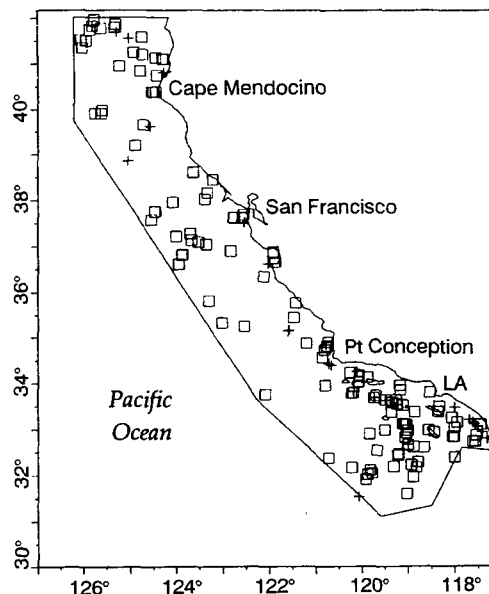 40°
38°
36°
34°
32°
30°
Cape Mendocino
San Francisco
Pt Conception
LA
Pacific
Ocean
126°
124°
122°
120°
118°